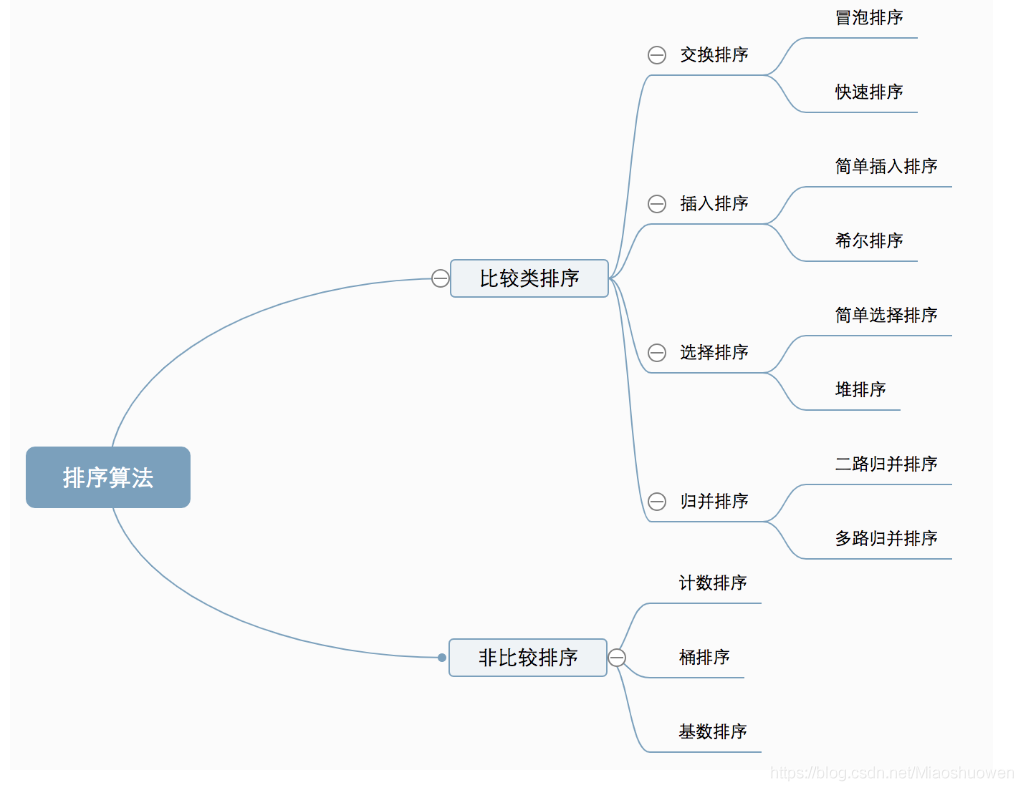 排序算法
比较类排序
交换排序
冒泡排序
快速排序
插入排序
简单插入排序
希尔排序
选择排序
简单选择排序
堆排序
归并排序
二路归并排序
多路归并排序
非比较排序
计数排序
桶排序
基数排序
https://blog.csdn.net/Miaoshuowen